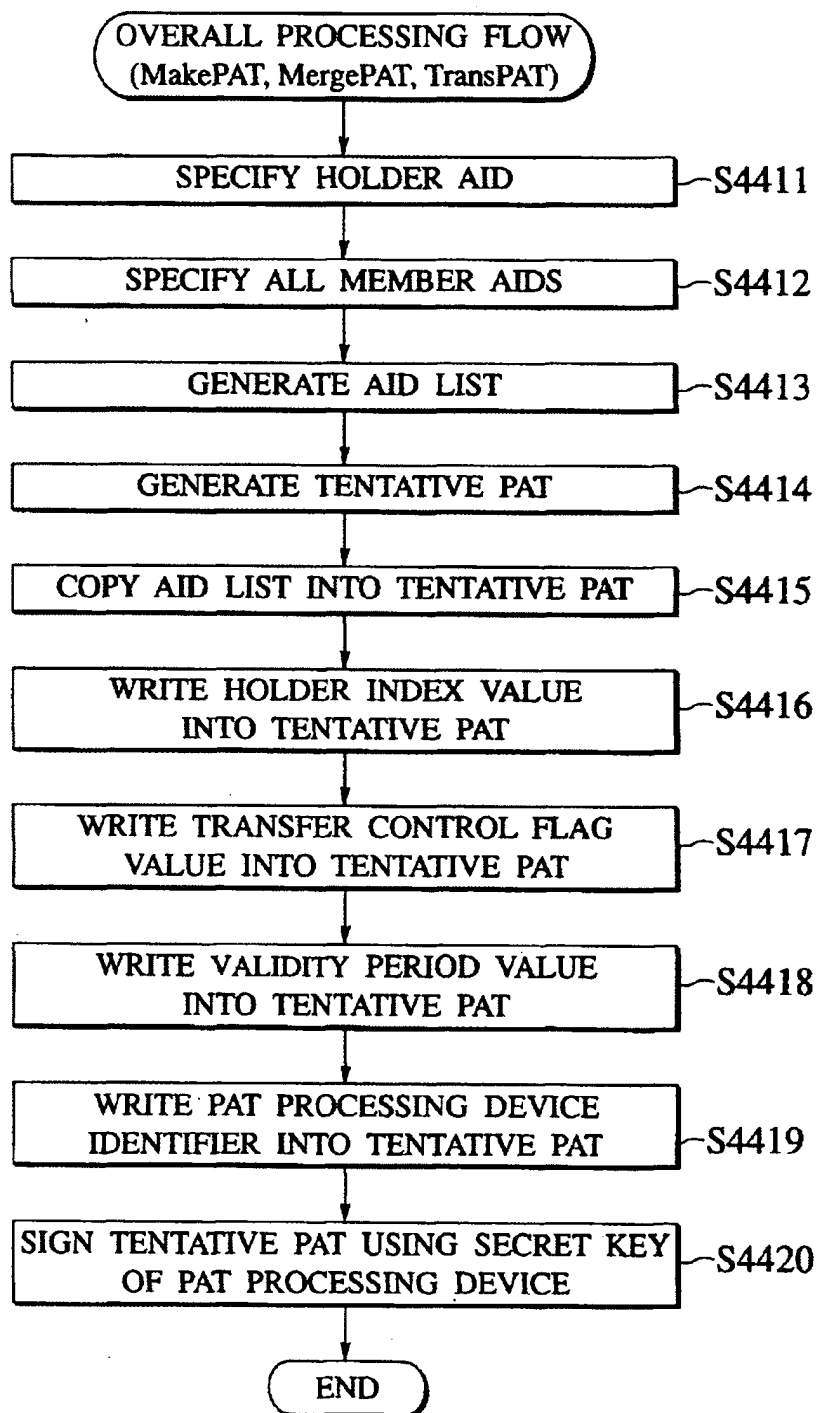 OVERALL PROCESSING FLOW
(MakePAT, MergePAT, TransPAT)
SPECIFY HOLDER AID
S4411
SPECIFY ALL MEMBER AIDS
S4412
GENERATE AID LIST
S4413
GENERATE TENTATIVE PAT
S4414
COPY AID LIST INTO TENTATIVE PAT
S4415
WRITE HOLDER INDEX VALUE
INTO TENTATIVE PAT
S4416
WRITE TRANSFER CONTROL FLAG
VALUE INTO TENTATIVE PAT
S4417
WRITE VALIDITY PERIOD VALUE
INTO TENTATIVE PAT
S4418
WRITE PAT PROCESSING DEVICE
IDENTIFIER INTO TENTATIVE PAT
S4419
SIGN TENTATIVE PAT USING SECRET KEY
OF PAT PROCESSING DEVICE
S4420
END